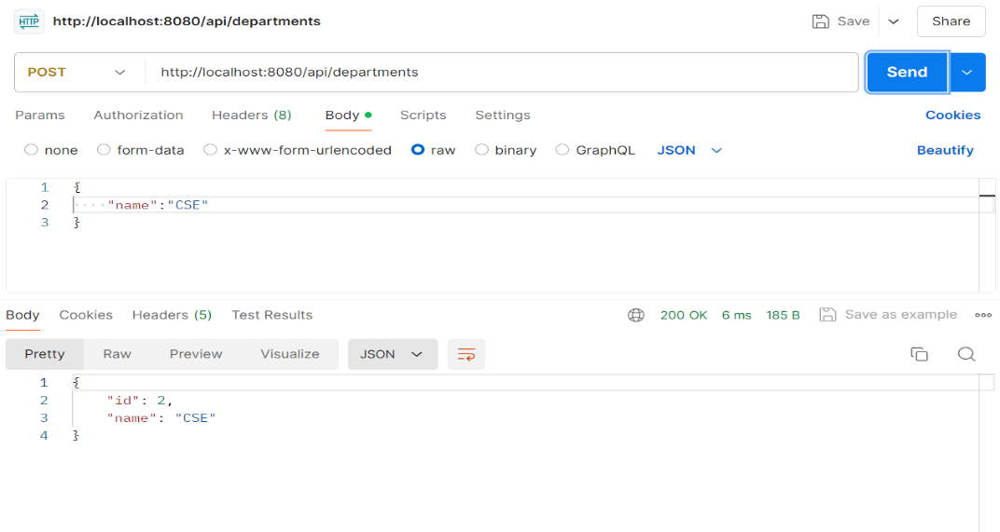 HTTP http://localhost:8080/api/departments Save Share
POST http://localhost:8080/api/departments Send
Params Authorization Headers (8) Body Scripts Settings Cookies
none form-data x-www-form-urlencoded raw binary GraphQL JSON Beautify
1 {
2 ····"name":"CSE"
3 }
Body Cookies Headers (5) Test Results 200 OK 6 ms 185 B Save as example
Pretty Raw Preview Visualize JSON
1 {
2 "id": 2,
3 "name": "CSE"
4 }